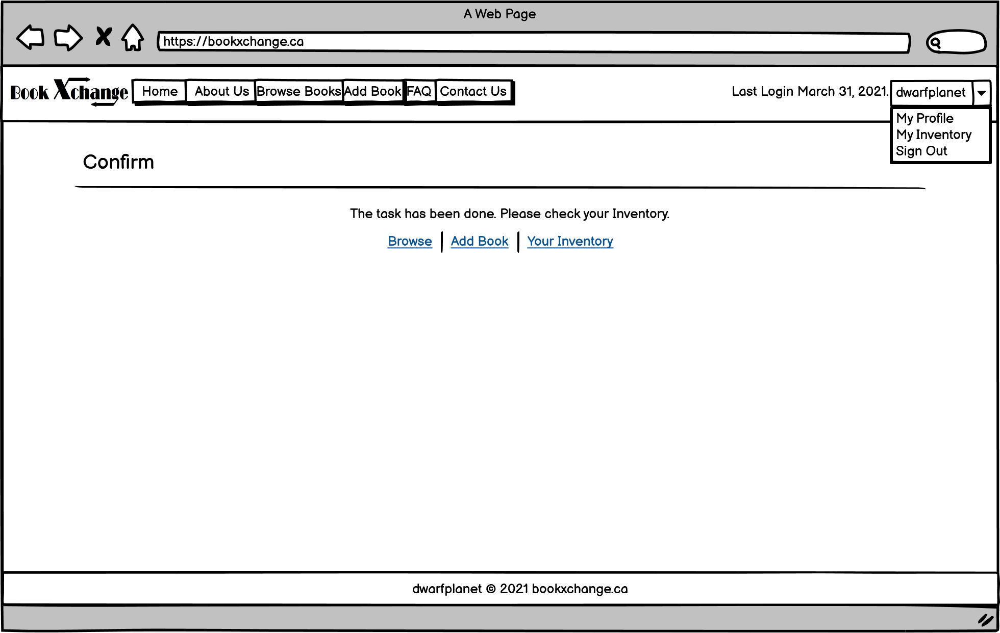 A Web Page
https://bookxchange.ca
Book Xchange Home About Us Browse Books Add Book FAQ Contact Us Last Login March 31, 2021. dwarfplanet
My Profile
My Inventory
Sign Out
Confirm
The task has been done. Please check your Inventory.
Browse Add Book Your Inventory
dwarfplanet © 2021 bookxchange.ca